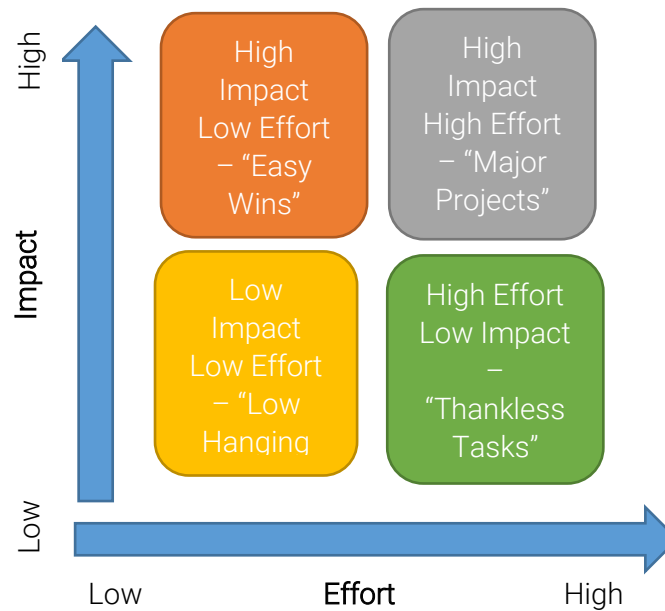 High
High
Impact
Low Effort
– “Easy
Wins”
High
Impact
High Effort
– “Major
Projects”
Impact
Low
Impact
Low Effort
– “Low
Hanging
High Effort
Low Impact
–
“Thankless
Tasks”
Low
Low
Effort
High